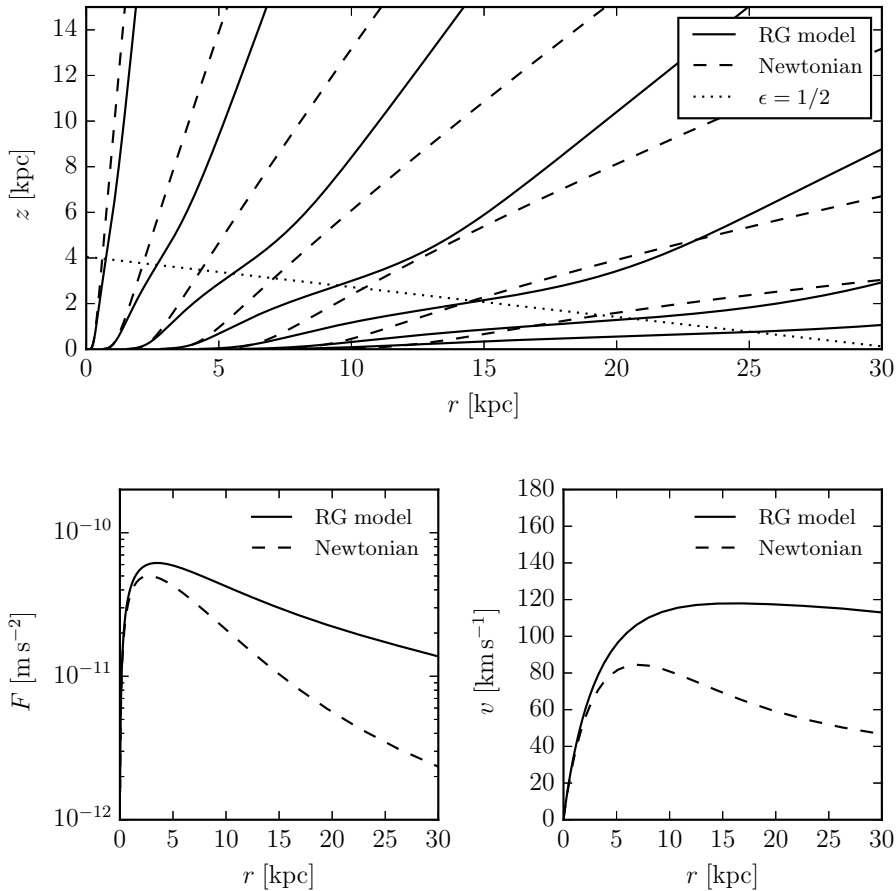 14
12
10
8
6
4
2
0
z [kpc]
RG model
Newtonian
ϵ = 1/2
0 5 10 15 20 25 30
r [kpc]
10⁻¹⁰
10⁻¹¹
10⁻¹²
F [m s⁻²]
RG model
Newtonian
0 5 10 15 20 25 30
r [kpc]
180
160
140
120
100
80
60
40
20
0
v [km s⁻¹]
RG model
Newtonian
0 5 10 15 20 25 30
r [kpc]